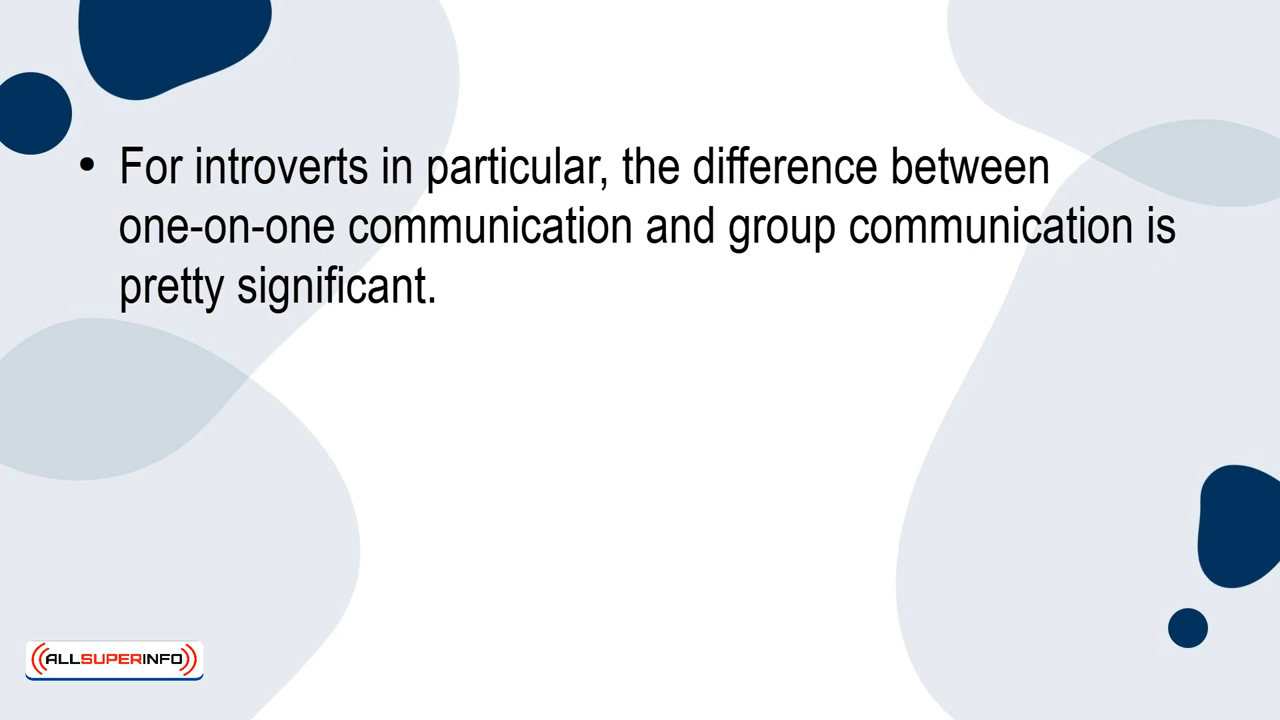 • For introverts in particular, the difference between
one-on-one communication and group communication is
pretty significant.
ALLSUPERINFO